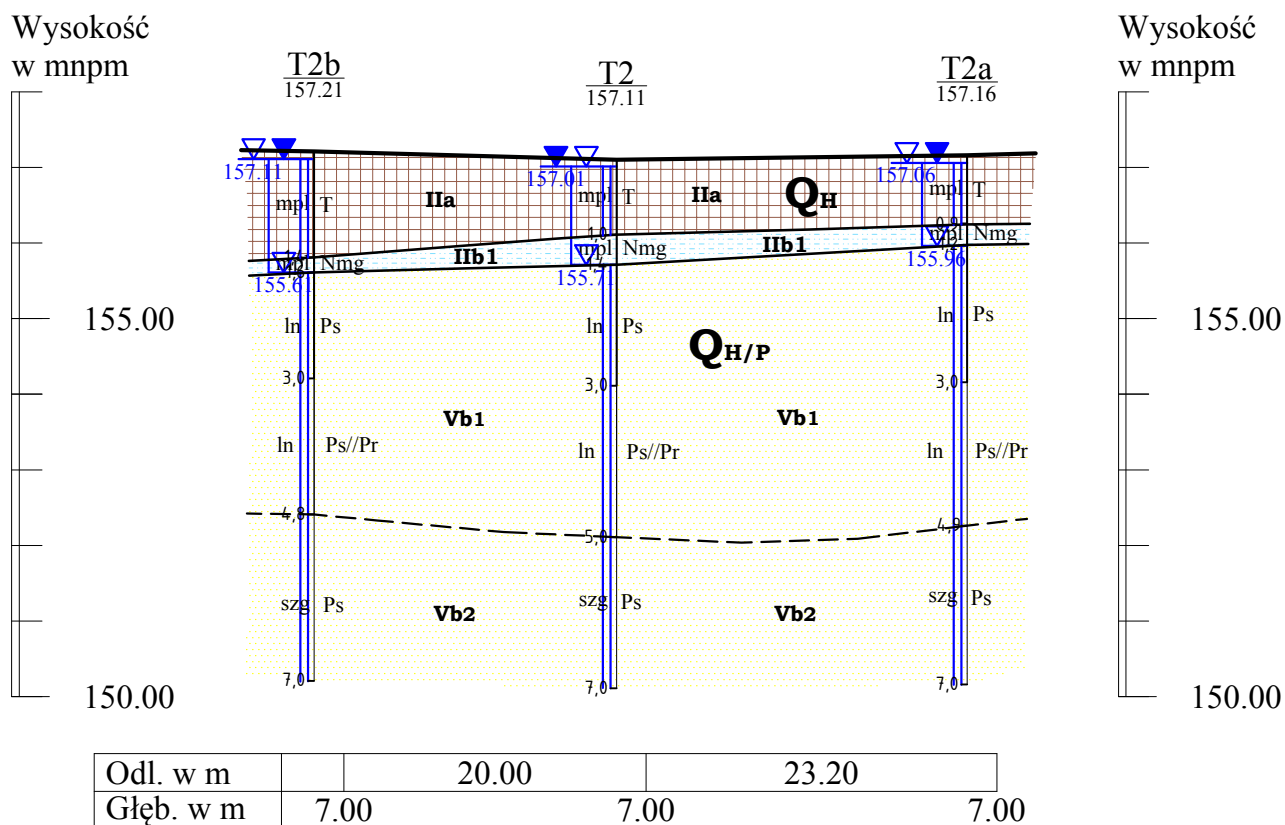 Wysokość
w mnpm
Wysokość
w mnpm
T2b
157.21
T2
157.11
T2a
157.16
157.11
157.01
157.06
mpl T
IIa
mpl T
IIa
QH
mpl T
0,9
1,0
mpl Nmg
IIb1
mpl Nmg
IIb1
mpl Nmg
155.61
155.71
155.96
155.00
155.00
ln Ps
ln Ps
ln Ps
QH/P
3,0
3,0
3,0
Vb1
Vb1
ln Ps//Pr
ln Ps//Pr
ln Ps//Pr
4,8
5,0
4,9
szg Ps
Vb2
szg Ps
Vb2
szg Ps
7,0
7,0
7,0
150.00
150.00
Odl. w m 20.00 23.20
Głęb. w m 7.00 7.00 7.00